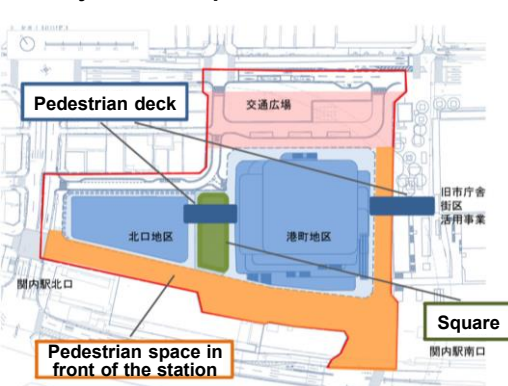 Pedestrian deck
交通広場
旧市庁舎
街区
活用事業
北口地区
港町地区
関内駅北口
Square
関内駅南口
Pedestrian space in
front of the station